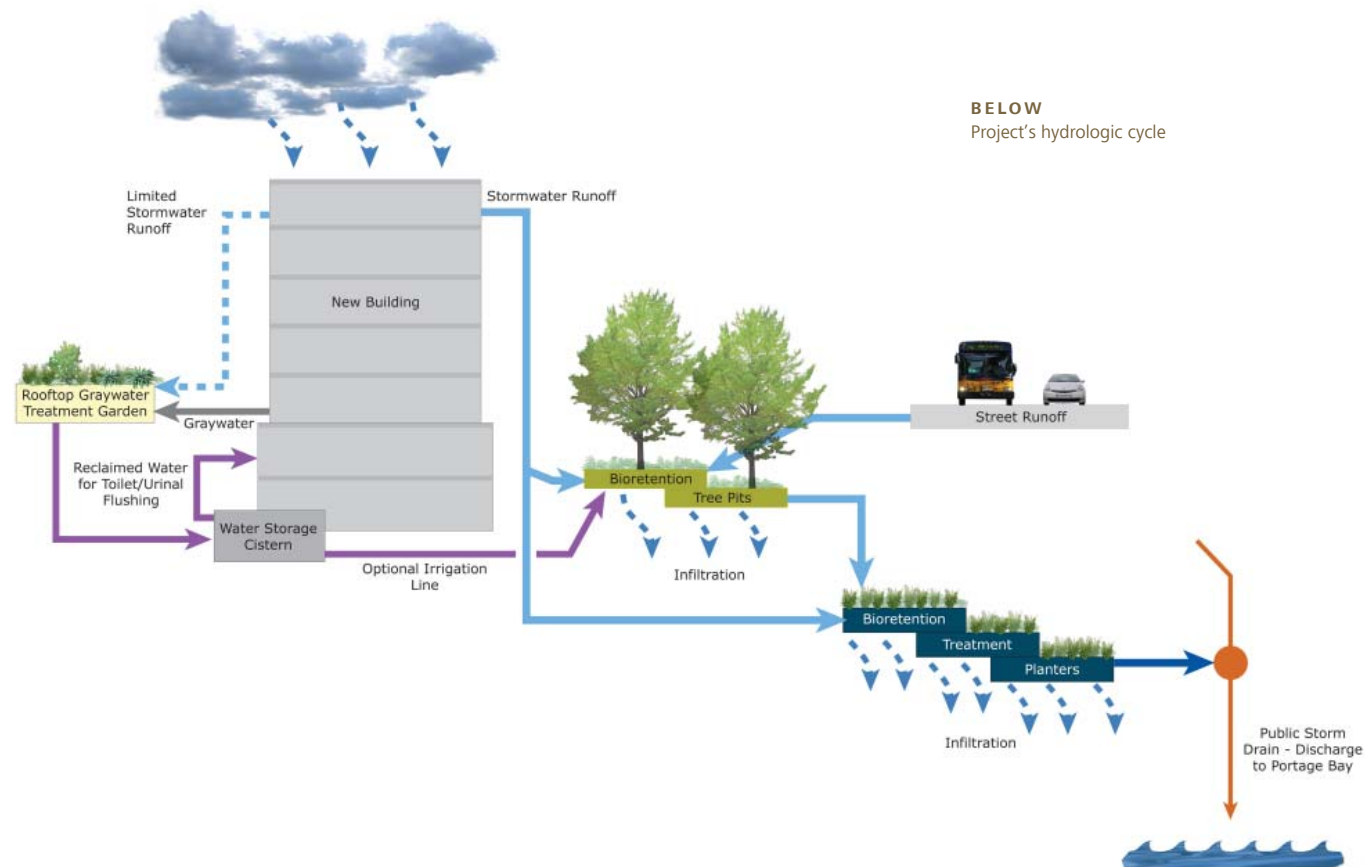 BELOW
Project's hydrologic cycle
Limited
Stormwater
Runoff
Stormwater Runoff
New Building
Rooftop Graywater
Treatment Garden
Graywater
Street Runoff
Reclaimed Water
for Toilet/Urinal
Flushing
Bioretention
Tree Pits
Water Storage
Cistern
Optional Irrigation
Line
Infiltration
Bioretention
Treatment
Planters
Infiltration
Public Storm
Drain - Discharge
to Portage Bay